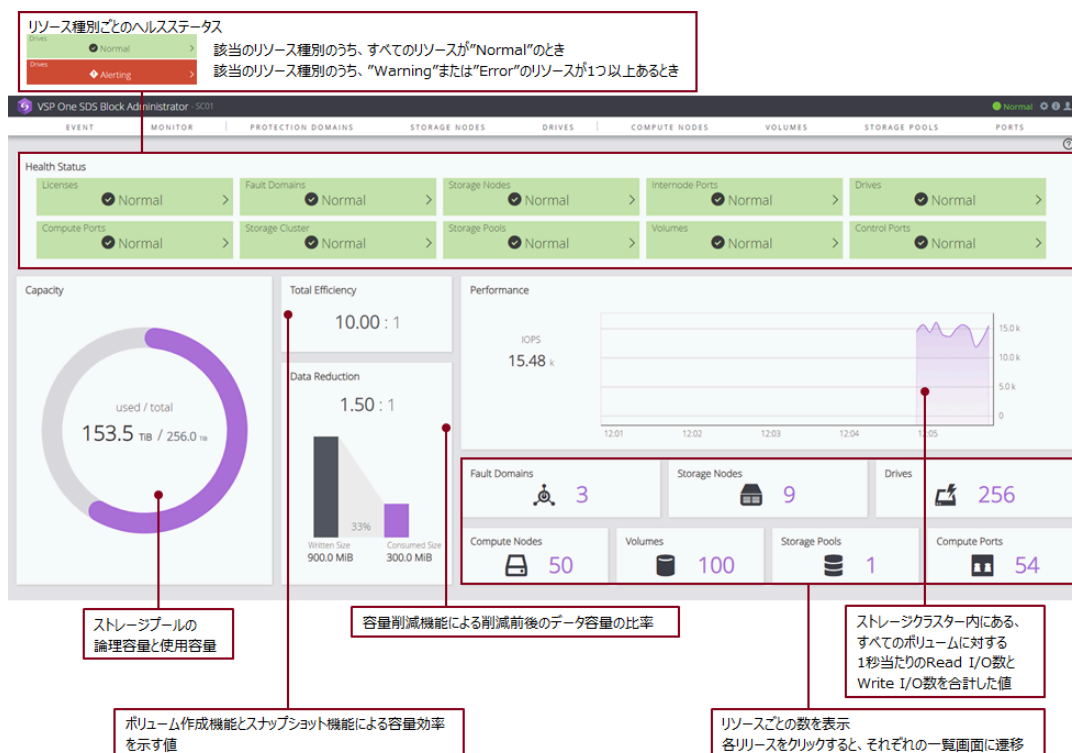 リソース種別ごとのヘルスステータス
Drives
Normal
該当のリソース種別のうち、すべてのリソースが"Normal"のとき
Drives
Alerting
該当のリソース種別のうち、"Warning"または"Error"のリソースが1つ以上あるとき
VSP One SDS Block Administrator - SC01
Normal
EVENT MONITOR PROTECTION DOMAINS STORAGE NODES DRIVES COMPUTE NODES VOLUMES STORAGE POOLS PORTS
Health Status
Licenses Fault Domains Storage Nodes Internode Ports Drives
Normal Normal Normal Normal Normal
Compute Ports Storage Cluster Storage Pools Volumes Control Ports
Normal Normal Normal Normal Normal
Capacity
used / total
153.5 TiB / 256.0 TiB
Total Efficiency
10.00 : 1
Data Reduction
1.50 : 1
33%
Written Size Consumed Size
900.0 MiB 300.0 MiB
Performance
IOPS
15.48 k
15.0 k
10.0 k
5.0 k
0
12:01 12:02 12:03 12:04 12:05
Fault Domains Storage Nodes Drives
3 9 256
Compute Nodes Volumes Storage Pools Compute Ports
50 100 1 54
ストレージプールの
論理容量と使用容量
容量削減機能による削減前後のデータ容量の比率
ストレージクラスター内にある、
すべてのボリュームに対する
1秒当たりのRead I/O数と
Write I/O数を合計した値
ボリューム作成機能とスナップショット機能による容量効率
を示す値
リソースごとの数を表示
各リリースをクリックすると、それぞれの一覧画面に遷移